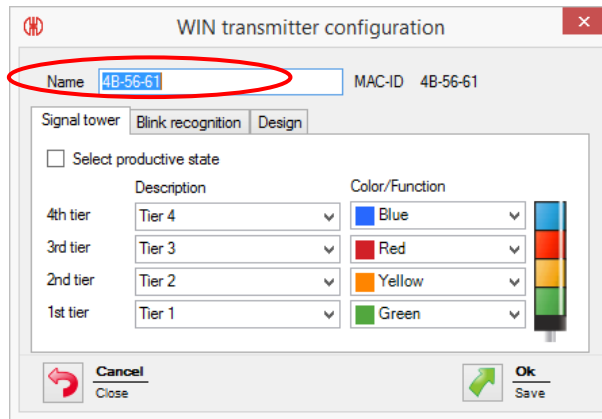 WIN transmitter configuration
Name 4B-56-61 MAC-ID 4B-56-61
Signal tower Blink recognition Design
Select productive state
Description Color/Function
4th tier Tier 4 Blue
3rd tier Tier 3 Red
2nd tier Tier 2 Yellow
1st tier Tier 1 Green
Cancel Ok
Close Save